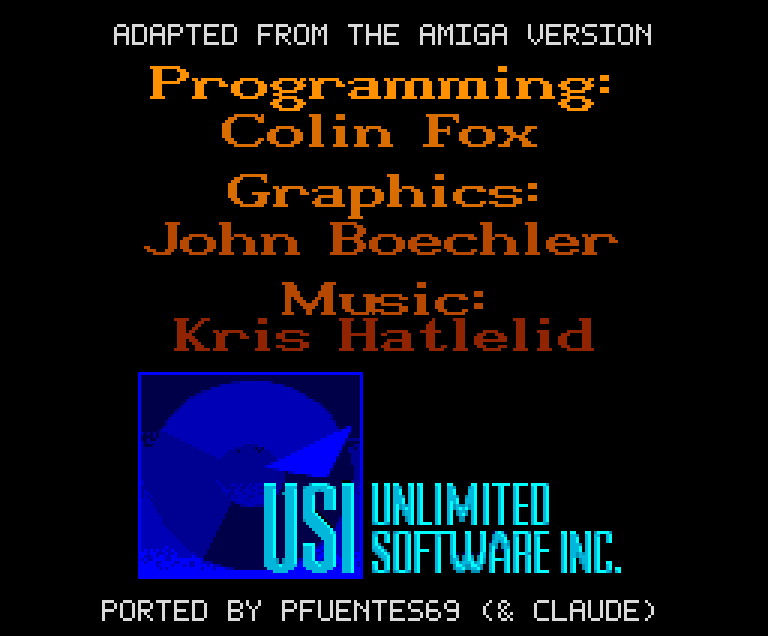 ADAPTED FROM THE AMIGA VERSION
Programming:
Colin Fox
Graphics:
John Boechler
Music:
Kris Hatlelid
USI UNLIMITED
SOFTWARE INC.
PORTED BY PFUENTES69 (& CLAUDE)